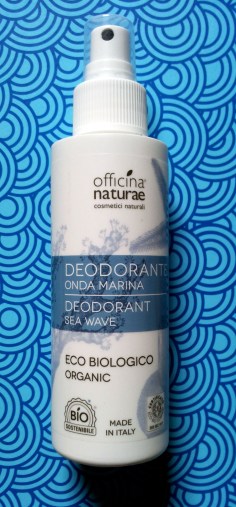 officina
naturae
cosmetici naturali
DEODORANTE
ONDA MARINA
DEODORANT
SEA WAVE
ECO BIOLOGICO
ORGANIC
BIO
SOSTENIBILE
MADE
IN ITALY